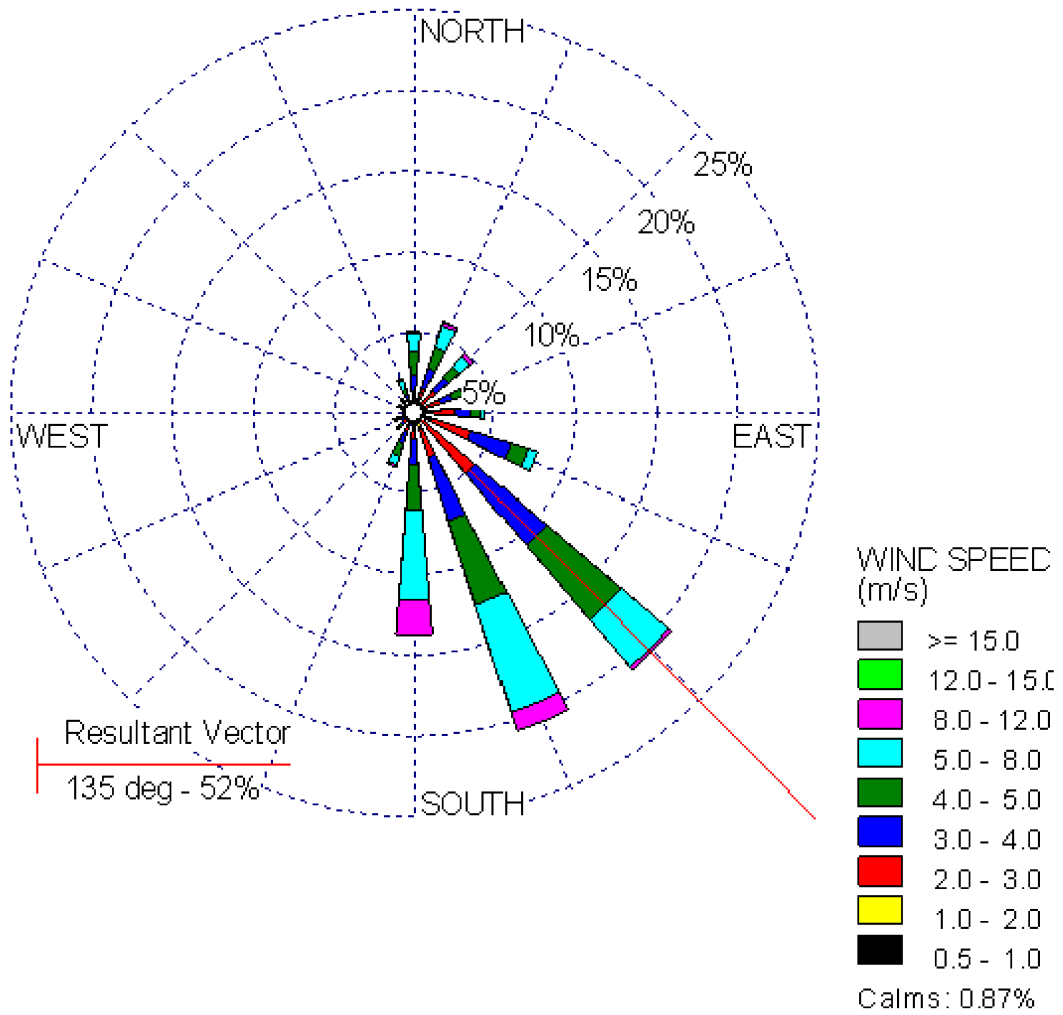 NORTH
25%
20%
15%
10%
5%
WEST
EAST
SOUTH
Resultant Vector
135 deg - 52%
WIND SPEED
(m/s)
>= 15.0
12.0 - 15.0
8.0 - 12.0
5.0 - 8.0
4.0 - 5.0
3.0 - 4.0
2.0 - 3.0
1.0 - 2.0
0.5 - 1.0
Calms: 0.87%